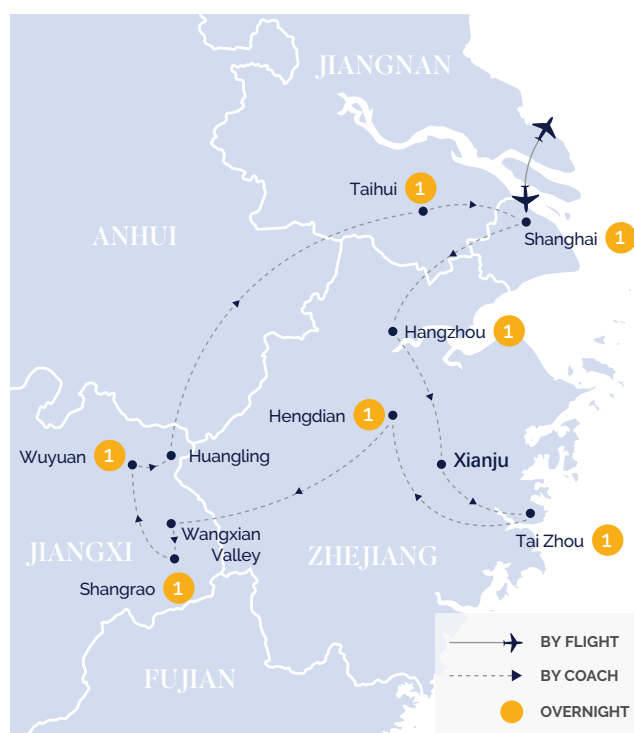 JIANGNAN
Taihui 1
ANHUI
Shanghai 1
Hangzhou 1
Hengdian 1
Wuyuan 1
Huangling
Xianju
Wangxian
Valley
JIANGXI
ZHEJIANG
Tai Zhou 1
Shangrao 1
FUJIAN
BY FLIGHT
BY COACH
OVERNIGHT